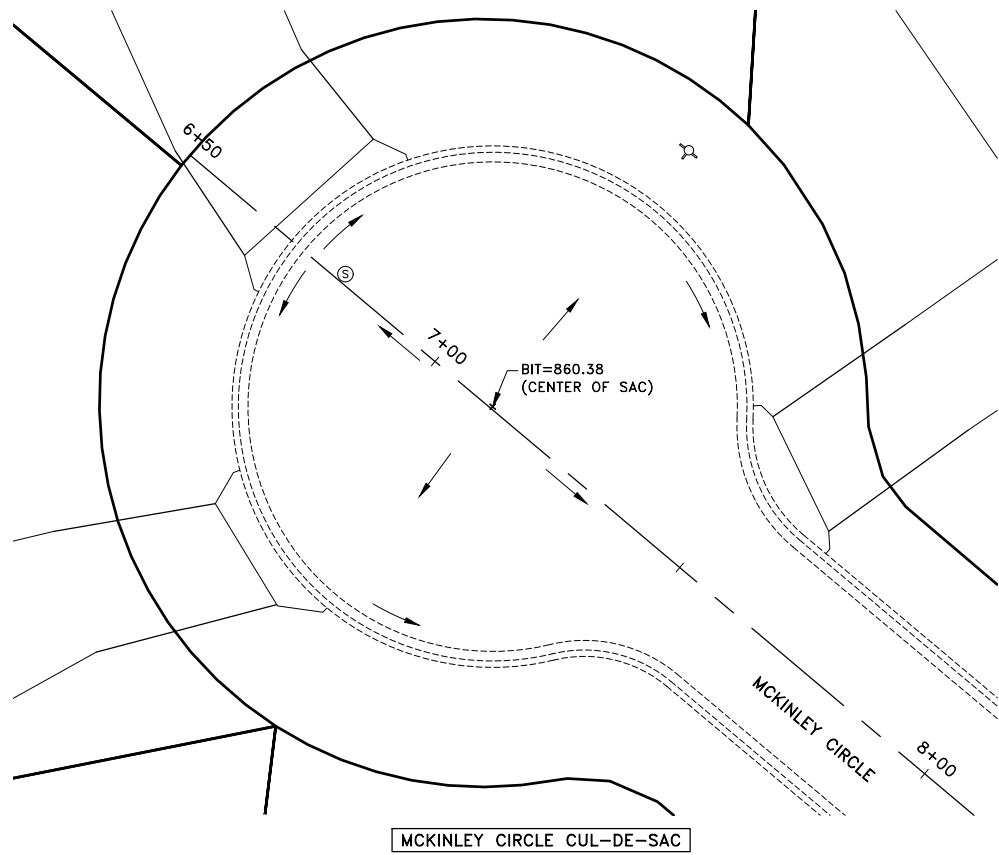 6+50
S
7+00
BIT=860.38
(CENTER OF SAC)
MCKINLEY CIRCLE
8+00
MCKINLEY CIRCLE CUL-DE-SAC